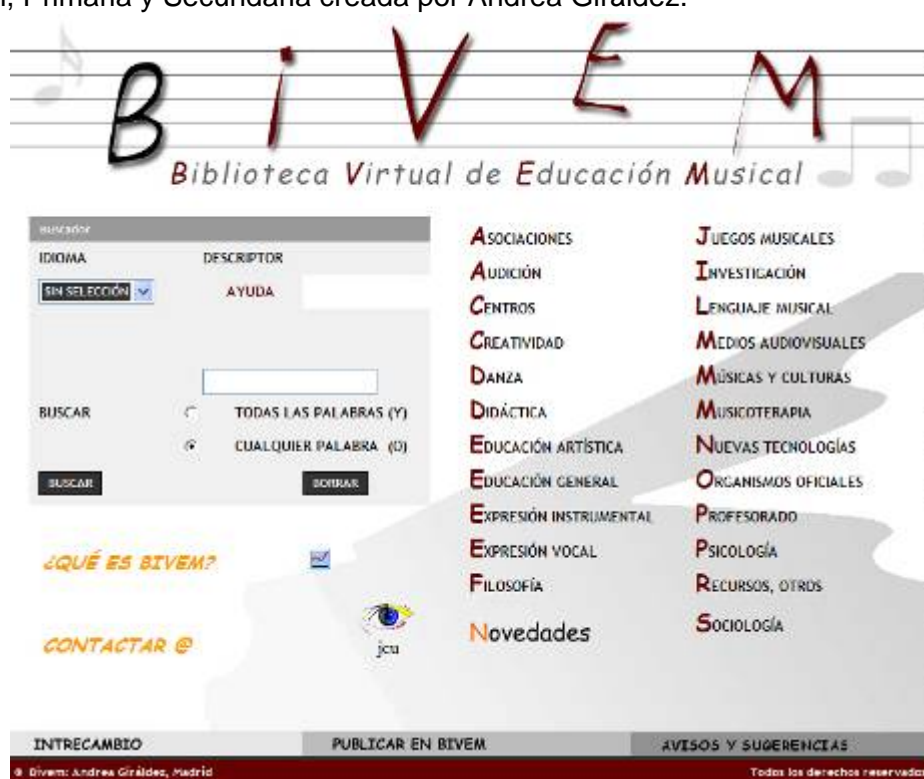 Primaria y Secundaria creada por Andrea Giráldez.
BiVEM
Biblioteca Virtual de Educación Musical
Buscador
IDIOMA DESCRIPTOR
SIN SELECCIÓN AYUDA
BUSCAR TODAS LAS PALABRAS (Y)
CUALQUIER PALABRA (O)
BUSCAR BORRAR
¿QUÉ ES BIVEM?
CONTACTAR @
jcu
ASOCIACIONES
AUDICIÓN
CENTROS
CREATIVIDAD
DANZA
DIDÁCTICA
EDUCACIÓN ARTÍSTICA
EDUCACIÓN GENERAL
EXPRESIÓN INSTRUMENTAL
EXPRESIÓN VOCAL
FILOSOFÍA
Novedades
JUEGOS MUSICALES
INVESTIGACIÓN
LENGUAJE MUSICAL
MEDIOS AUDIOVISUALES
MÚSICAS Y CULTURAS
MUSICOTERAPIA
NUEVAS TECNOLOGÍAS
ORGANISMOS OFICIALES
PROFESORADO
PSICOLOGÍA
RECURSOS, OTROS
SOCIOLOGÍA
INTRECAMBIO PUBLICAR EN BIVEM AVISOS Y SUGERENCIAS
© Bivem: Andrea Giráldez, Madrid Todos los derechos reservados